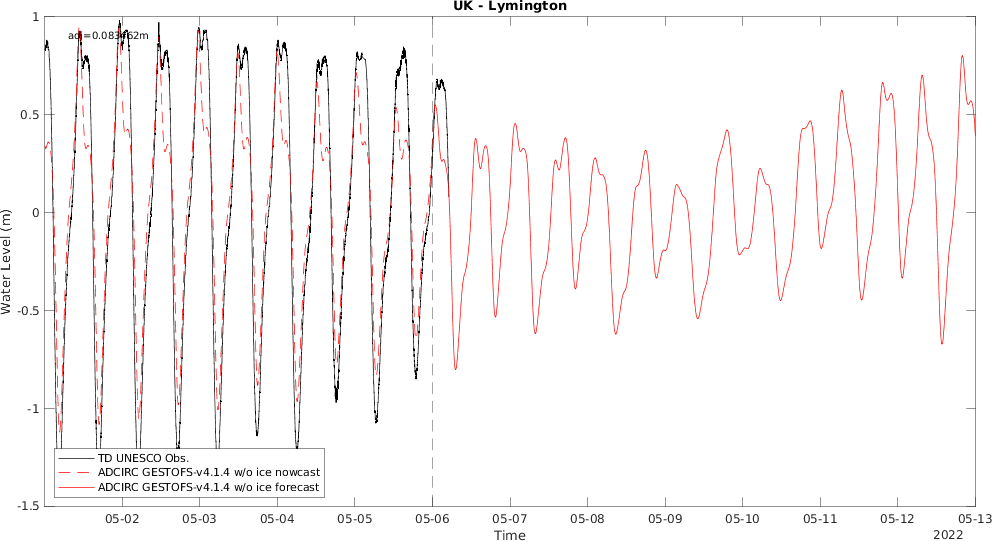 UK - Lymington
1
0.5
0
-0.5
-1
-1.5
Water Level (m)
TD UNESCO Obs.
ADCIRC GESTOFS-v4.1.4 w/o ice nowcast
ADCIRC GESTOFS-v4.1.4 w/o ice forecast
05-02 05-03 05-04 05-05 05-06 05-07 05-08 05-09 05-10 05-11 05-12 05-13
Time
2022